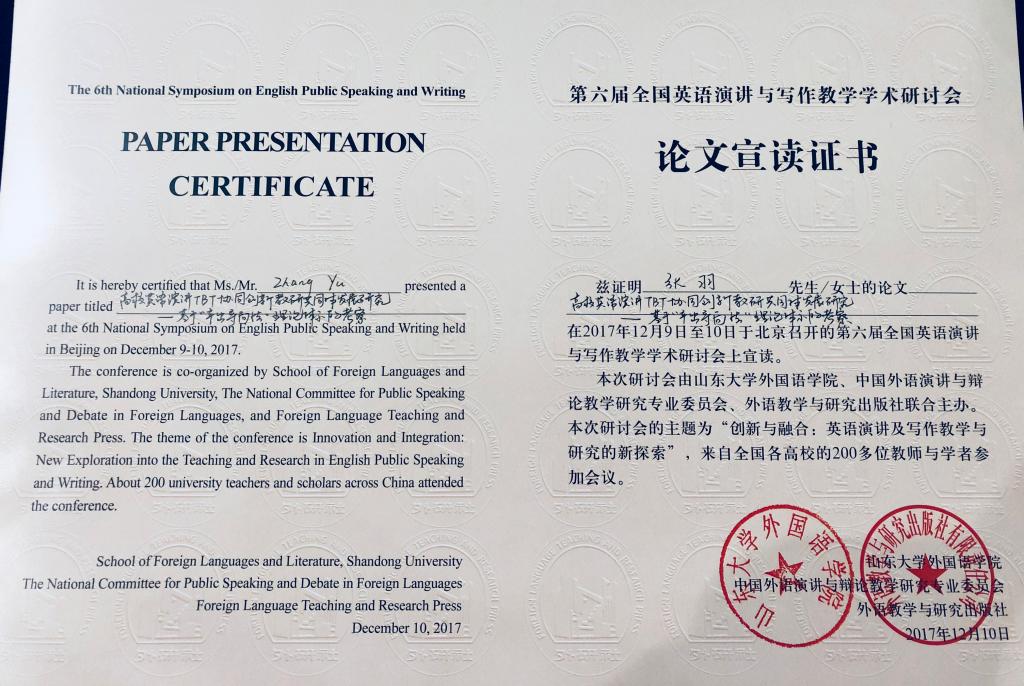 The 6th National Symposium on English Public Speaking and Writing
PAPER PRESENTATION
CERTIFICATE
It is hereby certified that Ms./Mr. Zhang Yu presented a
paper titled 高校英语演讲TBT协同创新教研共同体发展研究
——基于“产出导向法”理论体系的考察
at the 6th National Symposium on English Public Speaking and Writing held
in Beijing on December 9-10, 2017.
The conference is co-organized by School of Foreign Languages and
Literature, Shandong University, The National Committee for Public Speaking
and Debate in Foreign Languages, and Foreign Language Teaching and
Research Press. The theme of the conference is Innovation and Integration:
New Exploration into the Teaching and Research in English Public Speaking
and Writing. About 200 university teachers and scholars across China attended
the conference.
School of Foreign Languages and Literature, Shandong University
The National Committee for Public Speaking and Debate in Foreign Languages
Foreign Language Teaching and Research Press
December 10, 2017
第六届全国英语演讲与写作教学学术研讨会
论文宣读证书
兹证明 张羽 先生/女士的论文
高校英语演讲TBT协同创新教研共同体发展研究
——基于“产出导向法”理论体系的考察
在2017年12月9日至10日于北京召开的第六届全国英语演讲
与写作教学学术研讨会上宣读。
本次研讨会由山东大学外国语学院、中国外语演讲与辩
论教学研究专业委员会、外语教学与研究出版社联合主办。
本次研讨会的主题为“创新与融合：英语演讲及写作教学与
研究的新探索”，来自全国各高校的200多位教师与学者参
加会议。
山东大学外国语学院
山东大学外国语学院
中国外语演讲与辩论教学研究专业委员会
外语教学与研究出版社
2017年12月10日